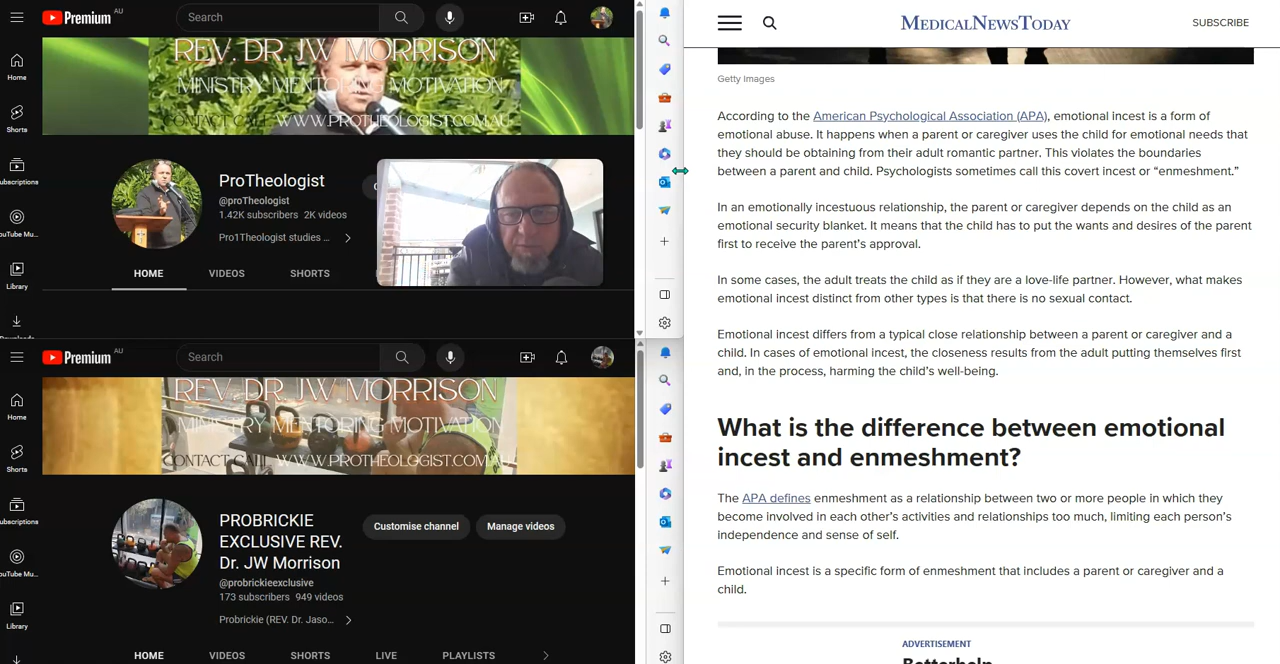 Premium AU
Search
Home
Shorts
ubscriptions
ouTube Mu...
Library
REV. DR. JW MORRISON
MINISTRY MENTORING MOTIVATION
CONTACT CALL WWW.PROTHEOLOGIST.COM.AU
ProTheologist
@proTheologist
1.42K subscribers 2K videos
Pro1Theologist studies ...
HOME VIDEOS SHORTS
Premium AU
Search
Home
Shorts
ubscriptions
ouTube Mu...
Library
REV. DR. JW MORRISON
MINISTRY MENTORING MOTIVATION
CONTACT CALL WWW.PROTHEOLOGIST.COM.AU
PROBRICKIE
EXCLUSIVE REV.
Dr. JW Morrison
Customise channel
Manage videos
@probrickieexclusive
173 subscribers 949 videos
Probrickie (REV. Dr. Jaso...
HOME VIDEOS SHORTS LIVE PLAYLISTS
MEDICALNEWSTODAY
SUBSCRIBE
Getty Images
According to the American Psychological Association (APA), emotional incest is a form of
emotional abuse. It happens when a parent or caregiver uses the child for emotional needs that
they should be obtaining from their adult romantic partner. This violates the boundaries
between a parent and child. Psychologists sometimes call this covert incest or “enmeshment.”
In an emotionally incestuous relationship, the parent or caregiver depends on the child as an
emotional security blanket. It means that the child has to put the wants and desires of the parent
first to receive the parent’s approval.
In some cases, the adult treats the child as if they are a love-life partner. However, what makes
emotional incest distinct from other types is that there is no sexual contact.
Emotional incest differs from a typical close relationship between a parent or caregiver and a
child. In cases of emotional incest, the closeness results from the adult putting themselves first
and, in the process, harming the child’s well-being.
What is the difference between emotional
incest and enmeshment?
The APA defines enmeshment as a relationship between two or more people in which they
become involved in each other’s activities and relationships too much, limiting each person’s
independence and sense of self.
Emotional incest is a specific form of enmeshment that includes a parent or caregiver and a
child.
ADVERTISEMENT
Betterhelp